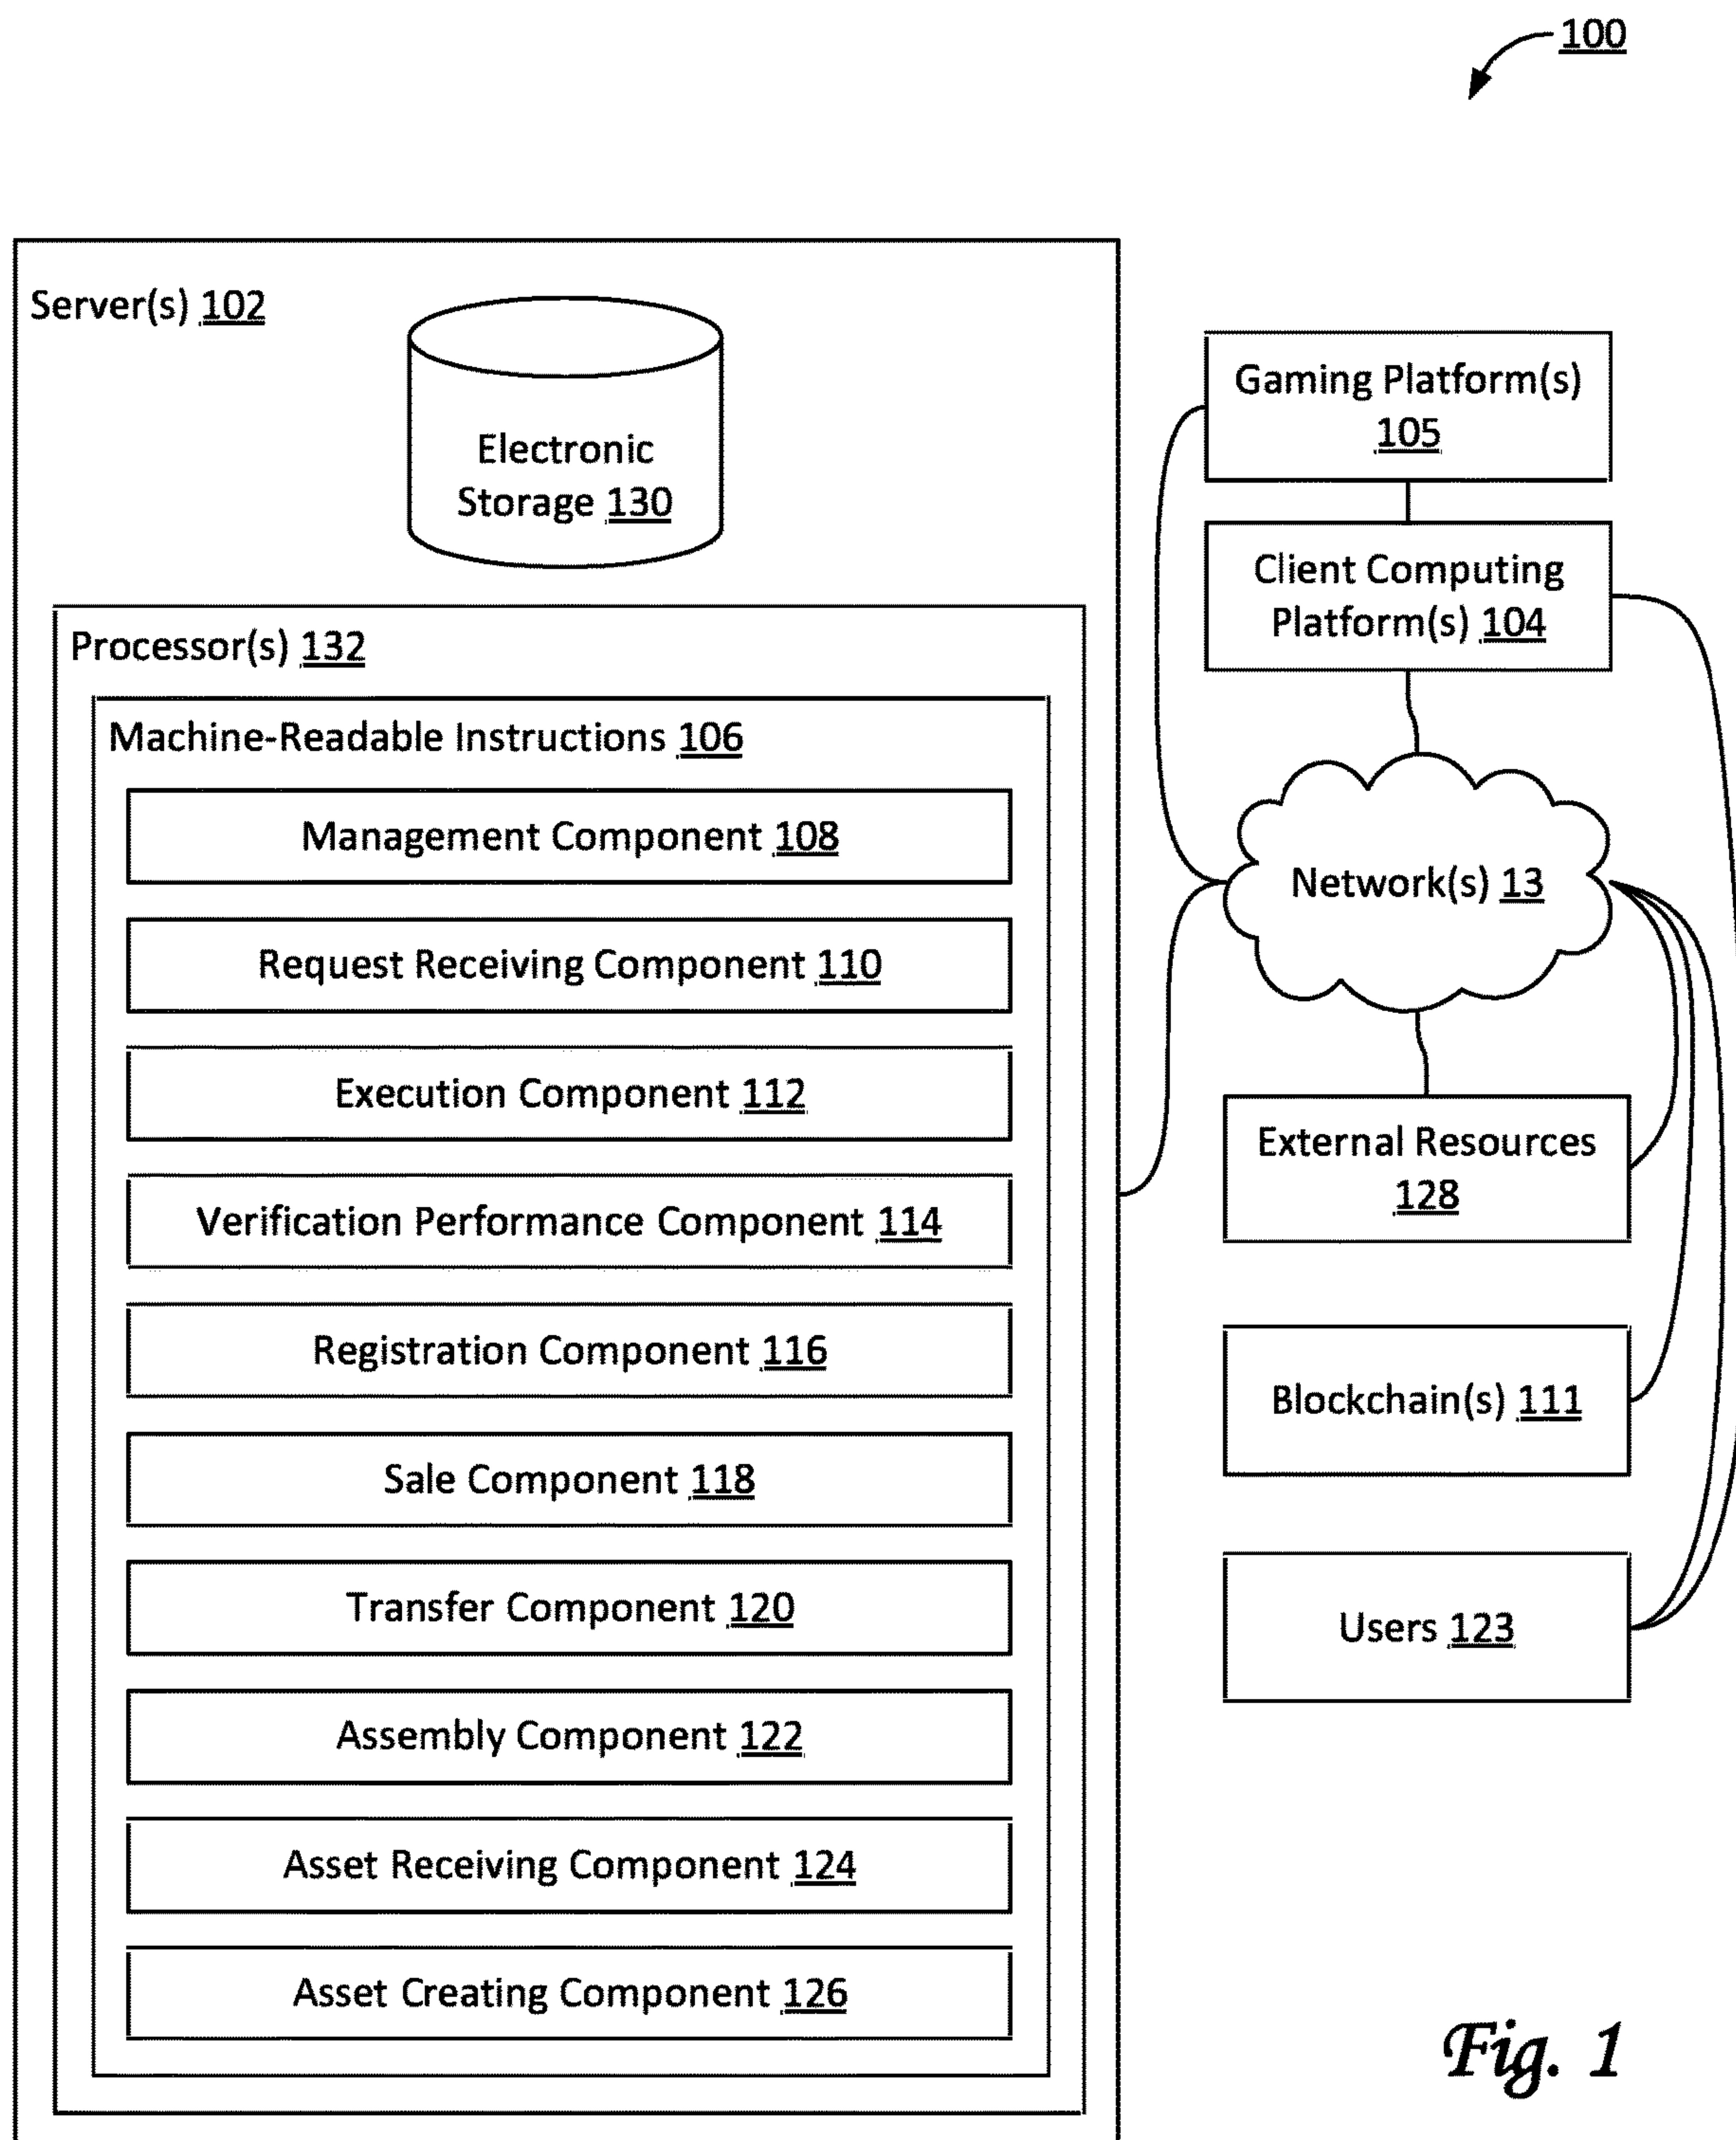 100
Server(s) 102
Electronic
Storage 130
Processor(s) 132
Machine-Readable Instructions 106
Management Component 108
Request Receiving Component 110
Execution Component 112
Verification Performance Component 114
Registration Component 116
Sale Component 118
Transfer Component 120
Assembly Component 122
Asset Receiving Component 124
Asset Creating Component 126
Gaming Platform(s)
105
Client Computing
Platform(s) 104
Network(s) 13
External Resources
128
Blockchain(s) 111
Users 123
Fig. 1